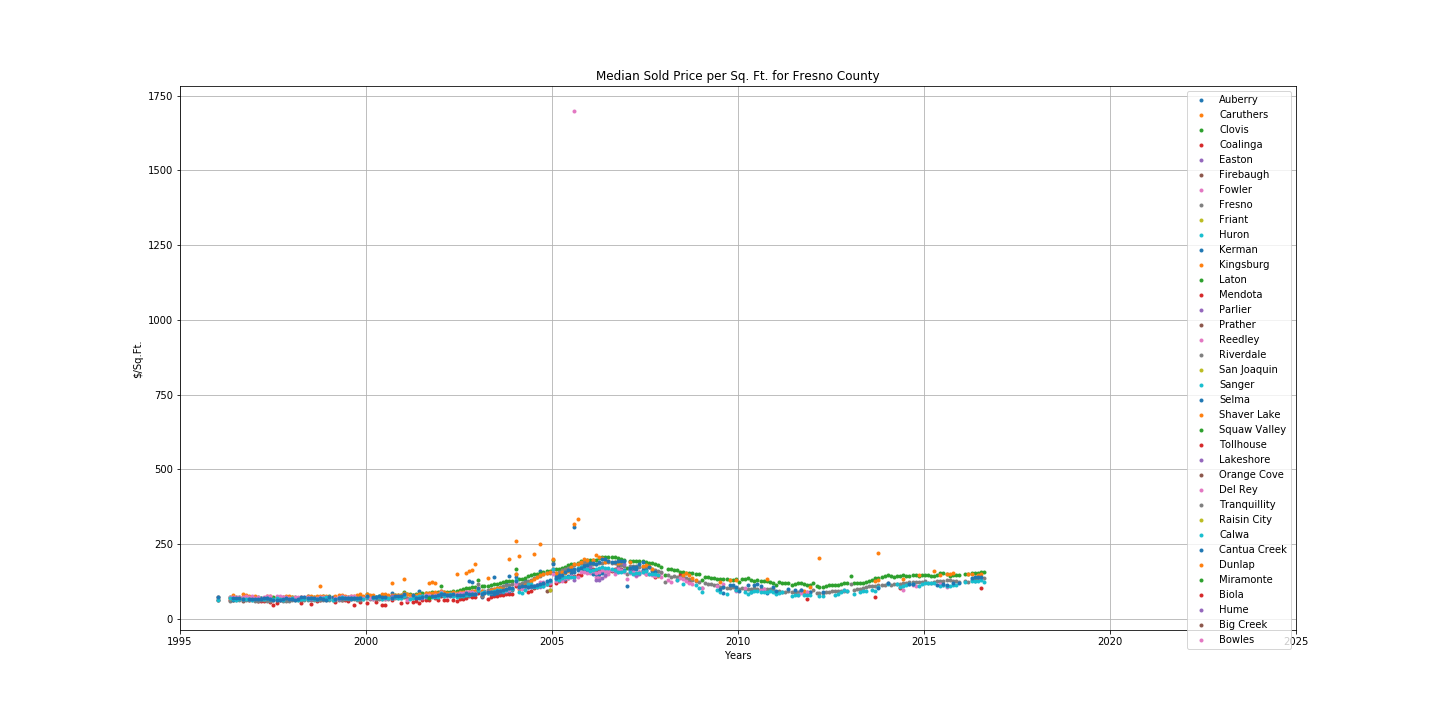 Median Sold Price per Sq. Ft. for Fresno County
1750
1500
1250
1000
750
500
250
0
$/Sq.Ft.
1995
2000
2005
2010
2015
2020
2025
Years
Auberry
Caruthers
Clovis
Coalinga
Easton
Firebaugh
Fowler
Fresno
Friant
Huron
Kerman
Kingsburg
Laton
Mendota
Parlier
Prather
Reedley
Riverdale
San Joaquin
Sanger
Selma
Shaver Lake
Squaw Valley
Tollhouse
Lakeshore
Orange Cove
Del Rey
Tranquillity
Raisin City
Calwa
Cantua Creek
Dunlap
Miramonte
Biola
Hume
Big Creek
Bowles